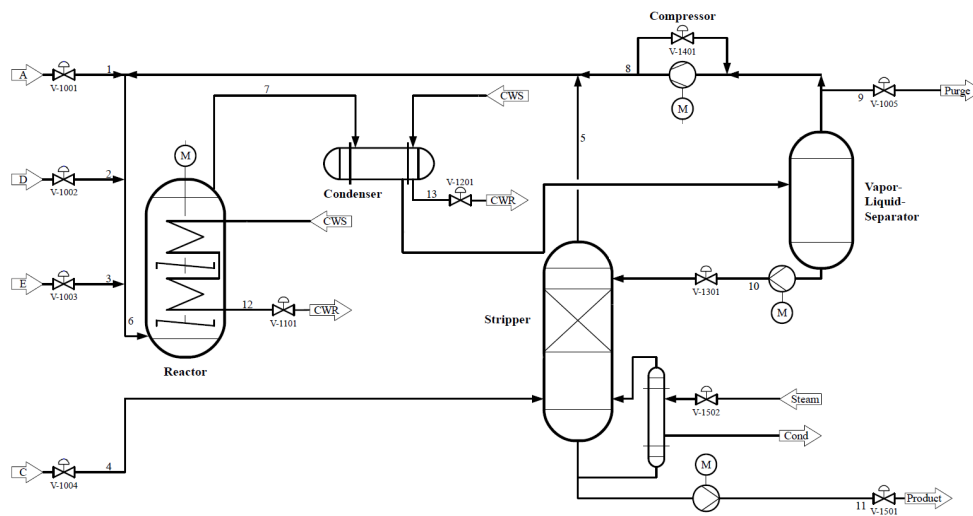 Compressor
V-1401
A
V-1001
1
8
M
9
V-1005
Purge
7
CWS
5
M
D
V-1002
2
Condenser
V-1201
13
CWR
Vapor-
Liquid-
Separator
CWS
E
V-1003
3
V-1301
10
M
12
V-1101
CWR
6
Stripper
Reactor
Steam
V-1502
Cond
C
V-1004
4
M
11
V-1501
Product